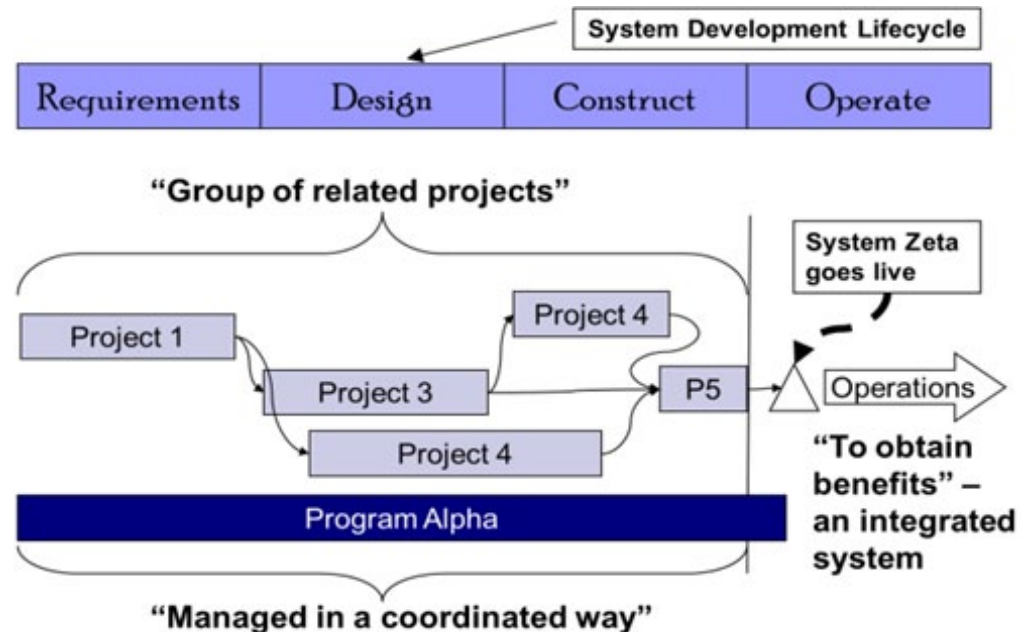 System Development Lifecycle
Requirements
Design
Construct
Operate
“Group of related projects”
System Zeta
goes live
Project 1
Project 4
Project 3
P5
Operations
Project 4
“To obtain
benefits” –
an integrated
system
Program Alpha
“Managed in a coordinated way”